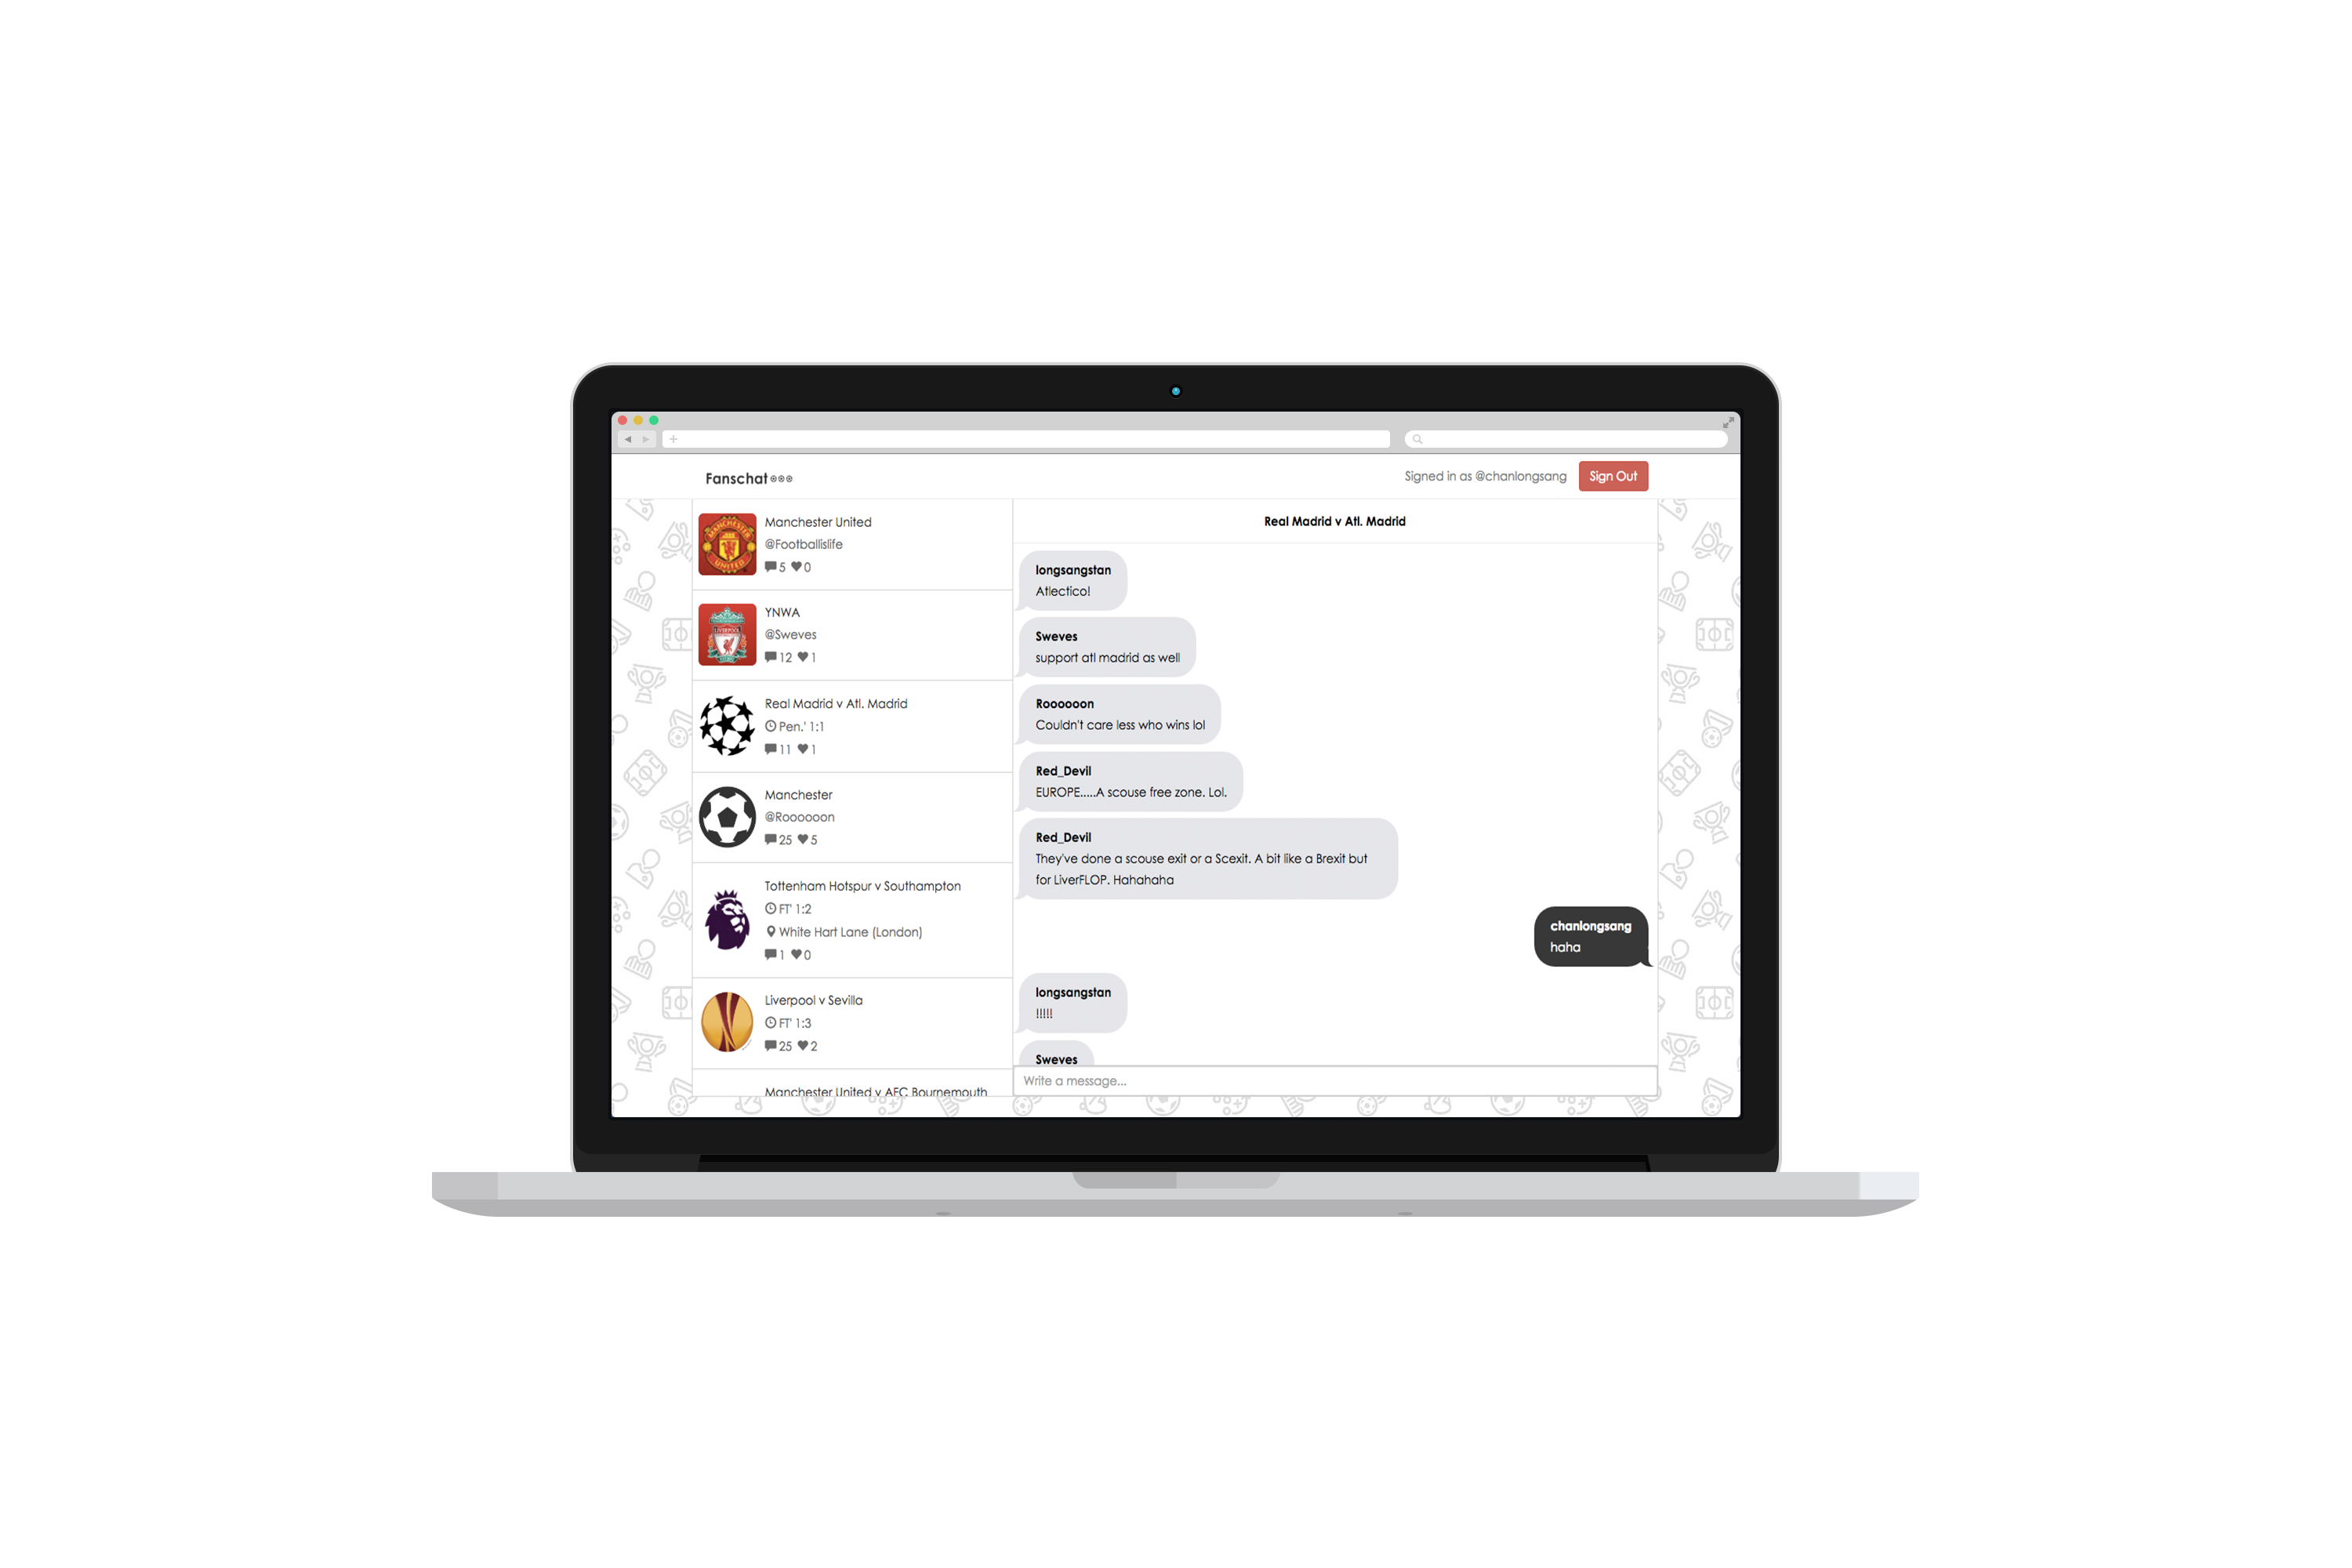 Fanschat
Signed in as @chanlongsang
Sign Out
MANCHESTER
UNITED
Manchester United
@Footballislife
5 0
LIVERPOOL
YNWA
@Sweves
12 1
Real Madrid v Atl. Madrid
Pen.' 1:1
11 1
Manchester
@Roooooon
25 5
Tottenham Hotspur v Southampton
FT' 1:2
White Hart Lane (London)
1 0
Liverpool v Sevilla
FT' 1:3
25 2
Manchester United v AFC Bournemouth
Real Madrid v Atl. Madrid
longsangstan
Atlectico!
Sweves
support atl madrid as well
Roooooon
Couldn't care less who wins lol
Red_Devil
EUROPE.....A scouse free zone. Lol.
Red_Devil
They've done a scouse exit or a Scexit. A bit like a Brexit but
for LiverFLOP. Hahahaha
chanlongsang
haha
longsangstan
!!!!!
Sweves
Write a message...